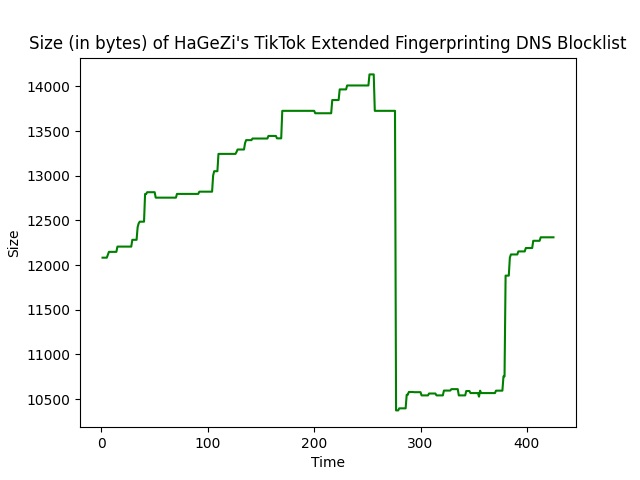 Size (in bytes) of HaGeZi's TikTok Extended Fingerprinting DNS Blocklist
14000
13500
13000
12500
12000
11500
11000
10500
Size
0 100 200 300 400
Time